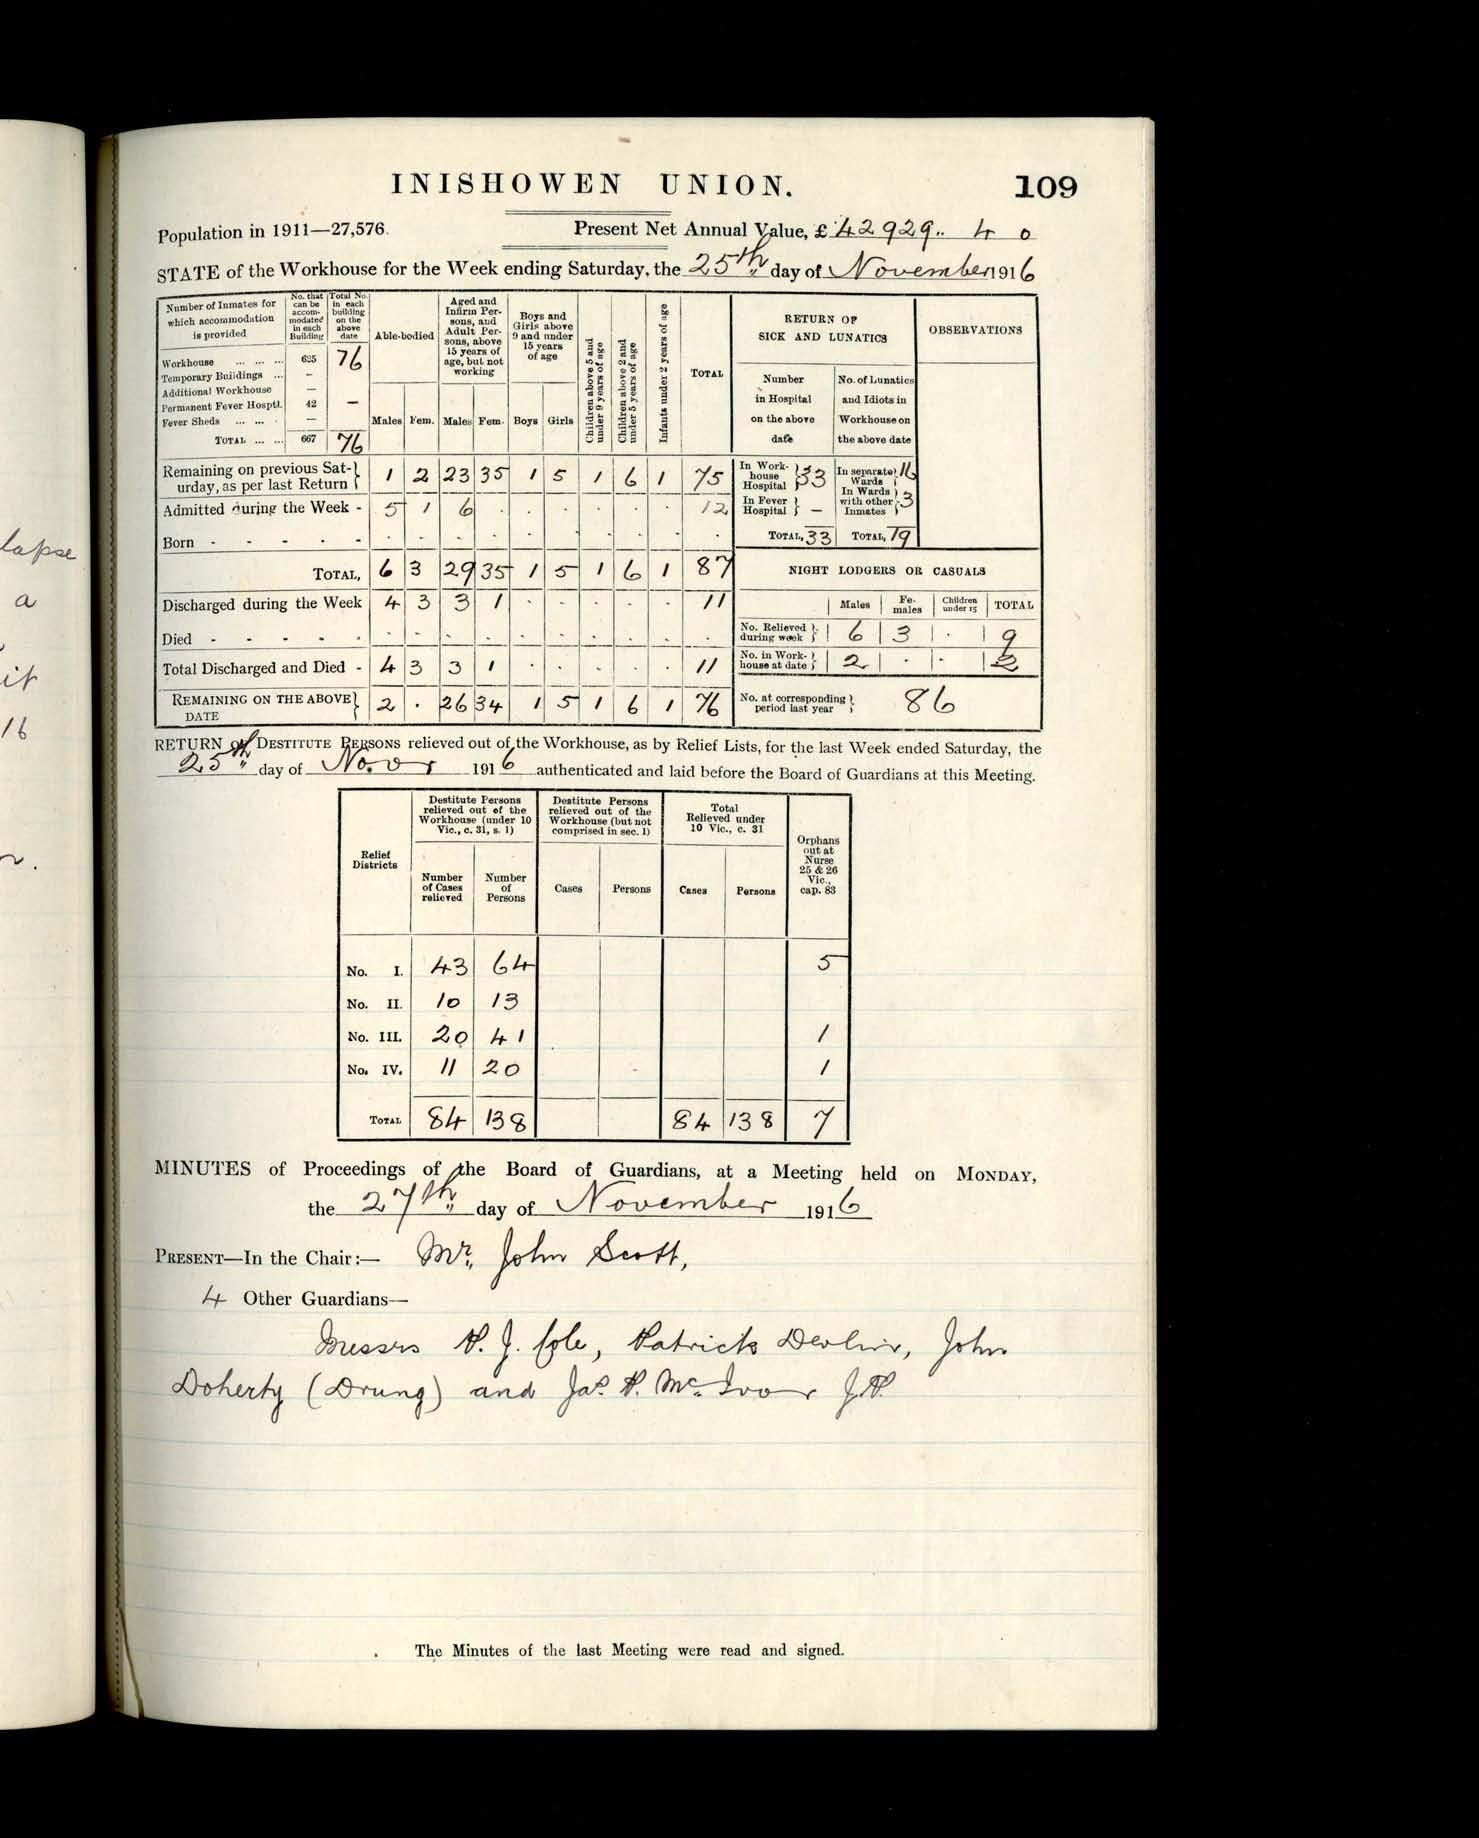 lapse
a
it
16
INISHOWEN UNION.
109
Population in 1911—27,576.
Present Net Annual Value, £ 42929.. 4 0
STATE of the Workhouse for the Week ending Saturday, the 25th day of November 1916
Number of Inmates for which accommodation is provided
No. that can be accommodated in each Building
Total No. in each building on the above date
Able-bodied
Aged and Infirm Persons, and Adult Persons, above 15 years of age, but not working
Boys and Girls above 9 and under 15 years of age
Children above 5 and under 9 years of age
Children above 2 and under 5 years of age
Infants under 2 years of age
TOTAL
RETURN OF SICK AND LUNATICS
OBSERVATIONS
Workhouse ... ... ... 625 76
Temporary Buildings ... –
Additional Workhouse —
Permanent Fever Hosptl. 42 –
Fever Sheds ... ... . —
TOTAL ... ... 667 76
Males Fem. Males Fem. Boys Girls
Number in Hospital on the above date
No. of Lunatics and Idiots in Workhouse on the above date
Remaining on previous Saturday, as per last Return 1 2 23 35 1 5 1 6 1 75
In Workhouse Hospital 33
In separate Wards 16
In Fever Hospital –
In Wards with other Inmates 3
Admitted during the Week - 5 1 6 . . . . . . 12
Born - - - - - . . . . . . . . . .
TOTAL, 33 TOTAL, 19
TOTAL, 6 3 29 35 1 5 1 6 1 87
NIGHT LODGERS OR CASUALS
Discharged during the Week 4 3 3 1 . . . . . 11
Males Females Children under 15 TOTAL
Died - - - - - . . . . . . . . . .
No. Relieved during week 6 3 . 9
Total Discharged and Died - 4 3 3 1 . . . . . 11
No. in Workhouse at date 2 . . 2
REMAINING ON THE ABOVE DATE 2 . 26 34 1 5 1 6 1 76
No. at corresponding period last year 86
RETURN of DESTITUTE PERSONS relieved out of the Workhouse, as by Relief Lists, for the last Week ended Saturday, the
25th day of Novr 1916 authenticated and laid before the Board of Guardians at this Meeting.
Relief Districts
Destitute Persons relieved out of the Workhouse (under 10 Vic., c. 31, s. 1)
Destitute Persons relieved out of the Workhouse (but not comprised in sec. 1)
Total Relieved under 10 Vic., c. 31
Orphans out at Nurse 25 & 26 Vic., cap. 83
Number of Cases relieved
Number of Persons
Cases Persons Cases Persons
No. I. 43 64 5
No. II. 10 13
No. III. 20 41 1
No. IV. 11 20 1
TOTAL 84 138 84 138 7
MINUTES of Proceedings of the Board of Guardians, at a Meeting held on MONDAY,
the 27th day of November 1916
PRESENT—In the Chair:— Mr. John Scott,
4 Other Guardians—
Messrs P. J. Cole, Patrick Devlin, John
Doherty (Drung) and Jas. P. Mc. Ivor J.P.
The Minutes of the last Meeting were read and signed.